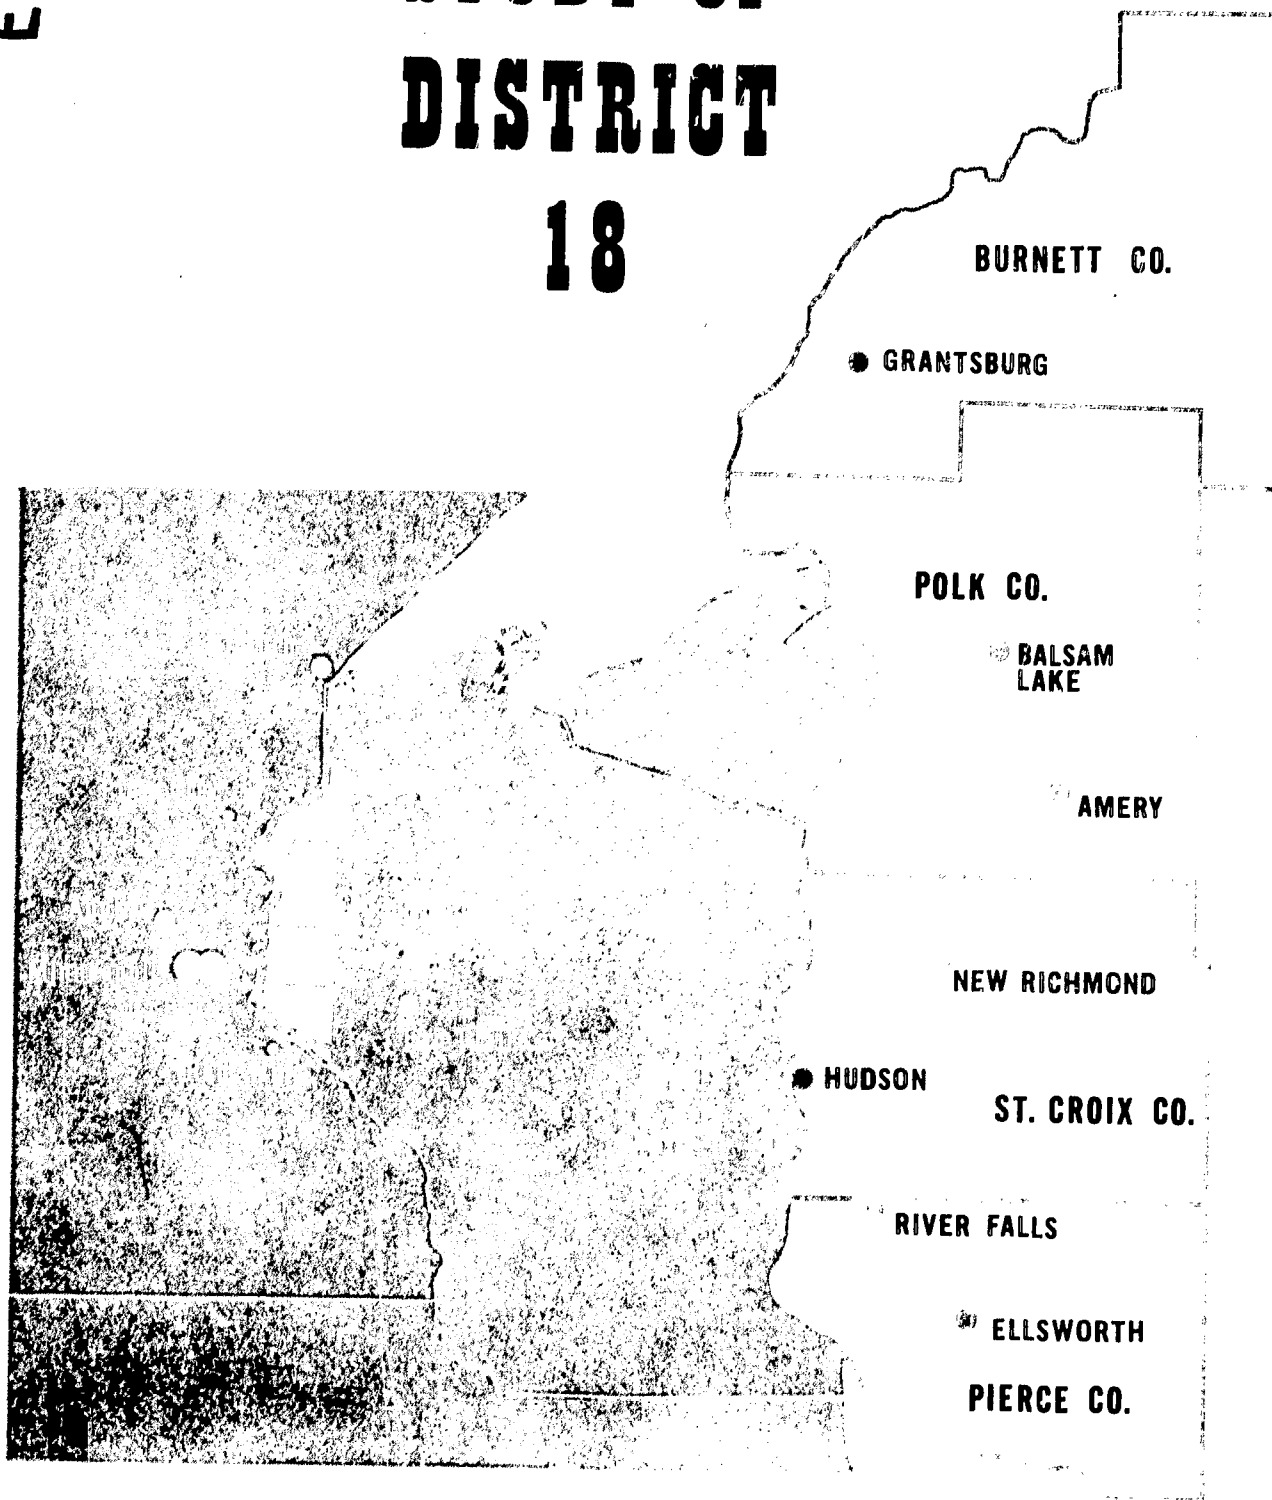 DISTRICT
18
BURNETT CO.
GRANTSBURG
POLK CO.
BALSAM
LAKE
AMERY
NEW RICHMOND
HUDSON
ST. CROIX CO.
RIVER FALLS
ELLSWORTH
PIERCE CO.